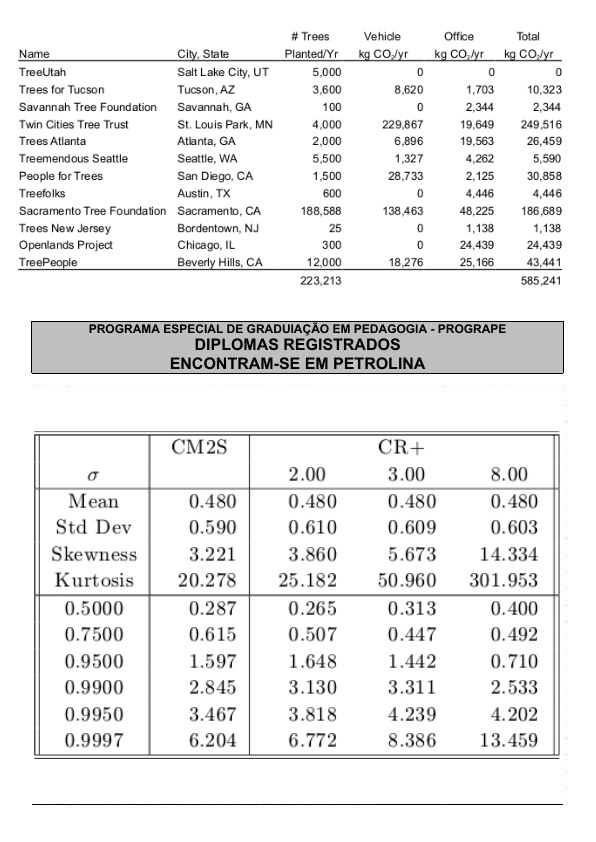 # Trees Vehicle Office Total
Name City, State Planted/Yr kg CO₂/yr kg CO₂/yr kg CO₂/yr
TreeUtah Salt Lake City, UT 5,000 0 0 0
Trees for Tucson Tucson, AZ 3,600 8,620 1,703 10,323
Savannah Tree Foundation Savannah, GA 100 0 2,344 2,344
Twin Cities Tree Trust St. Louis Park, MN 4,000 229,867 19,649 249,516
Trees Atlanta Atlanta, GA 2,000 6,896 19,563 26,459
Treemendous Seattle Seattle, WA 5,500 1,327 4,262 5,590
People for Trees San Diego, CA 1,500 28,733 2,125 30,858
Treefolks Austin, TX 600 0 4,446 4,446
Sacramento Tree Foundation Sacramento, CA 188,588 138,463 48,225 186,689
Trees New Jersey Bordentown, NJ 25 0 1,138 1,138
Openlands Project Chicago, IL 300 0 24,439 24,439
TreePeople Beverly Hills, CA 12,000 18,276 25,166 43,441
223,213 585,241
PROGRAMA ESPECIAL DE GRADUIAÇÃO EM PEDAGOGIA - PROGRAPE
DIPLOMAS REGISTRADOS
ENCONTRAM-SE EM PETROLINA
CM2S CR+
σ 2.00 3.00 8.00
Mean 0.480 0.480 0.480 0.480
Std Dev 0.590 0.610 0.609 0.603
Skewness 3.221 3.860 5.673 14.334
Kurtosis 20.278 25.182 50.960 301.953
0.5000 0.287 0.265 0.313 0.400
0.7500 0.615 0.507 0.447 0.492
0.9500 1.597 1.648 1.442 0.710
0.9900 2.845 3.130 3.311 2.533
0.9950 3.467 3.818 4.239 4.202
0.9997 6.204 6.772 8.386 13.459